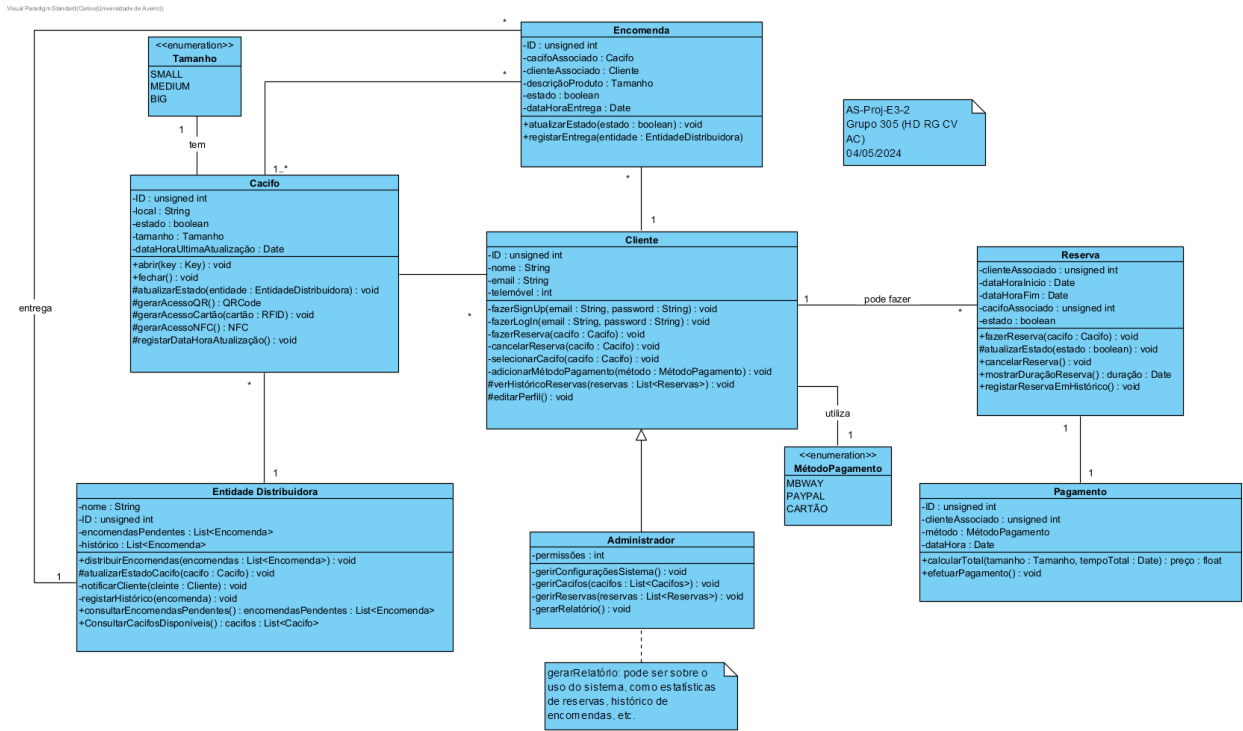 Visual Paradigm Standard(Carlos(Universidade de Aveiro))
<<enumeration>>
Tamanho
SMALL
MEDIUM
BIG
1
tem
*
*
1..*
Encomenda
-ID : unsigned int
-cacifoAssociado : Cacifo
-clienteAssociado : Cliente
-descriçãoProduto : Tamanho
-estado : boolean
-dataHoraEntrega : Date
+atualizarEstado(estado : boolean) : void
+registarEntrega(entidade : EntidadeDistribuidora)
AS-Proj-E3-2
Grupo 305 (HD RG CV
AC)
04/05/2024
*
1
Cacifo
-ID : unsigned int
-local : String
-estado : boolean
-tamanho : Tamanho
-dataHoraUltimaAtualização : Date
+abrir(key : Key) : void
+fechar() : void
#atualizarEstado(entidade : EntidadeDistribuidora) : void
#gerarAcessoQR() : QRCode
#gerarAcessoCartão(cartão : RFID) : void
#gerarAcessoNFC() : NFC
#registarDataHoraAtualização() : void
*
Cliente
-ID : unsigned int
-nome : String
-email : String
-telemóvel : int
-fazerSignUp(email : String, password : String) : void
-fazerLogIn(email : String, password : String) : void
-fazerReserva(cacifo : Cacifo) : void
-cancelarReserva(cacifo : Cacifo) : void
-selecionarCacifo(cacifo : Cacifo) : void
-adicionarMétodoPagamento(método : MétodoPagamento) : void
#verHistóricoReservas(reservas : List<Reservas>) : void
#editarPerfil() : void
1
pode fazer
*
Reserva
-clienteAssociado : unsigned int
-dataHoraInicio : Date
-dataHoraFim : Date
-cacifoAssociado : unsigned int
-estado : boolean
+fazerReserva(cacifo : Cacifo) : void
#atualizarEstado(estado : boolean) : void
+cancelarReserva() : void
+mostrarDuraçãoReserva() : duração : Date
+registarReservaEmHistórico() : void
entrega
*
1
utiliza
1
1
1
<<enumeration>>
MétodoPagamento
MBWAY
PAYPAL
CARTÃO
Entidade Distribuidora
-nome : String
-ID : unsigned int
-encomendasPendentes : List<Encomenda>
-histórico : List<Encomenda>
+distribuirEncomendas(encomendas : List<Encomenda>) : void
#atualizarEstadoCacifo(cacifo : Cacifo) : void
-notificarCliente(cleinte : Cliente) : void
-registarHistórico(encomenda) : void
+consultarEncomendasPendentes() : encomendasPendentes : List<Encomenda>
+ConsultarCacifosDisponíveis() : cacifos : List<Cacifo>
1
Administrador
-permissões : int
-gerirConfiguraçõesSistema() : void
-gerirCacifos(cacifos : List<Cacifos>) : void
-gerirReservas(reservas : List<Reservas>) : void
-gerarRelatório() : void
Pagamento
-ID : unsigned int
-clienteAssociado : unsigned int
-método : MétodoPagamento
-dataHora : Date
+calcularTotal(tamanho : Tamanho, tempoTotal : Date) : preço : float
+efetuarPagamento() : void
gerarRelatório: pode ser sobre o
uso do sistema, como estatísticas
de reservas, histórico de
encomendas, etc.